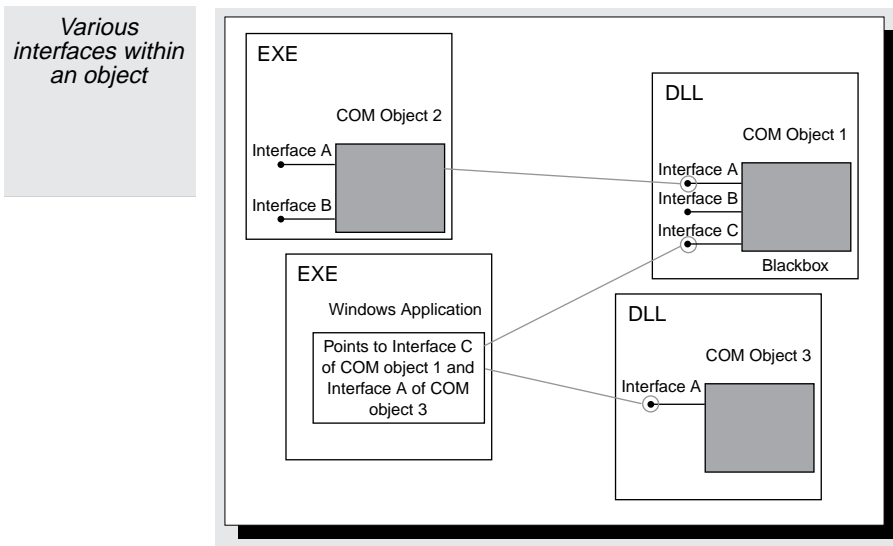 Various
interfaces within
an object
EXE
COM Object 2
Interface A
Interface B
DLL
COM Object 1
Interface A
Interface B
Interface C
Blackbox
EXE
Windows Application
Points to Interface C
of COM object 1 and
Interface A of COM
object 3
DLL
COM Object 3
Interface A